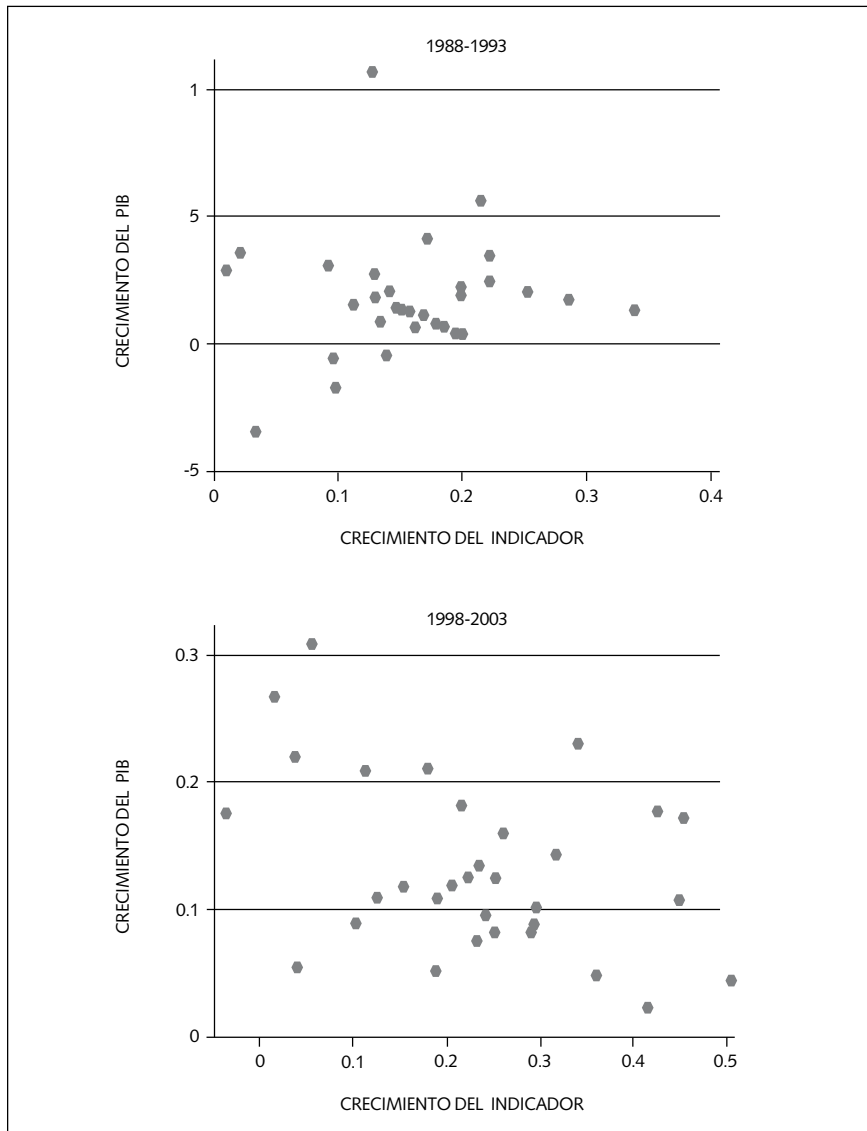 1988-1993
1
5
0
-5
CRECIMIENTO DEL PIB
0 0.1 0.2 0.3 0.4
CRECIMIENTO DEL INDICADOR
1998-2003
0.3
0.2
0.1
0
CRECIMIENTO DEL PIB
0 0.1 0.2 0.3 0.4 0.5
CRECIMIENTO DEL INDICADOR